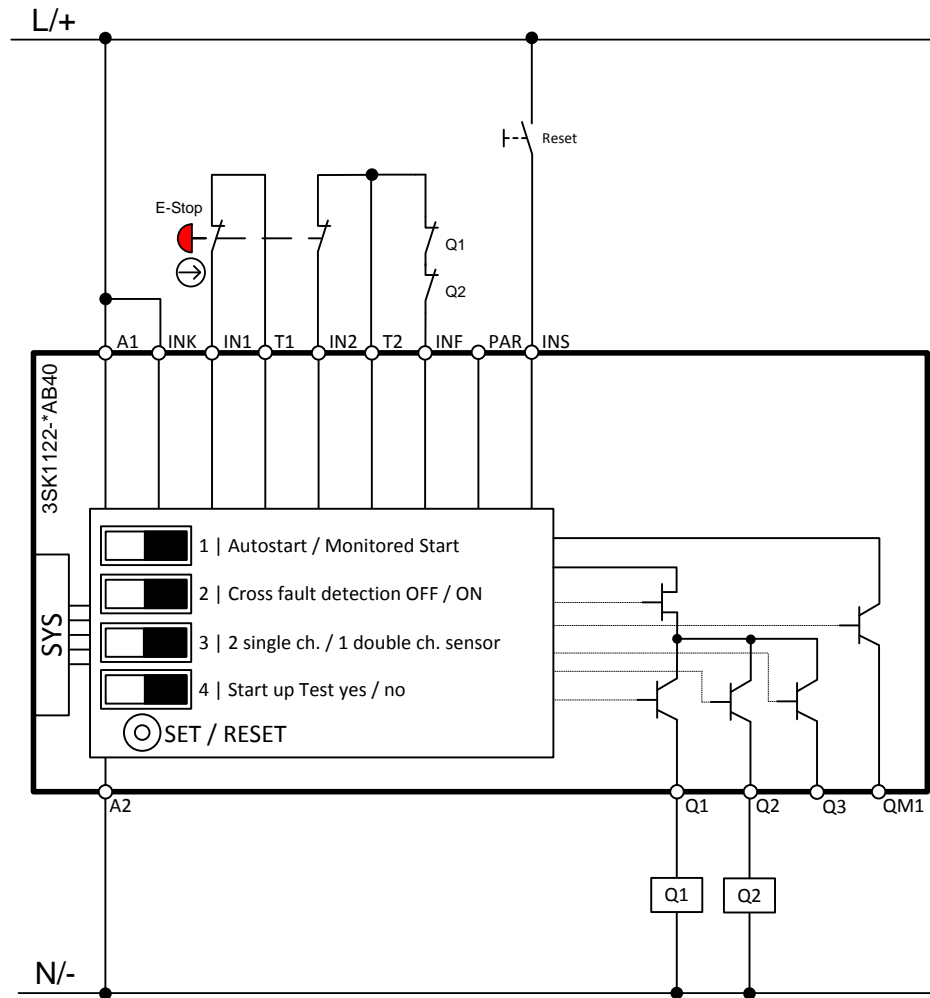 L/+
Reset
E-Stop
Q1
Q2
A1 INK IN1 T1 IN2 T2 INF PAR INS
3SK1122-*AB40
1 | Autostart / Monitored Start
2 | Cross fault detection OFF / ON
3 | 2 single ch. / 1 double ch. sensor
4 | Start up Test yes / no
SYS
SET / RESET
A2 Q1 Q2 Q3 QM1
Q1 Q2
N/-